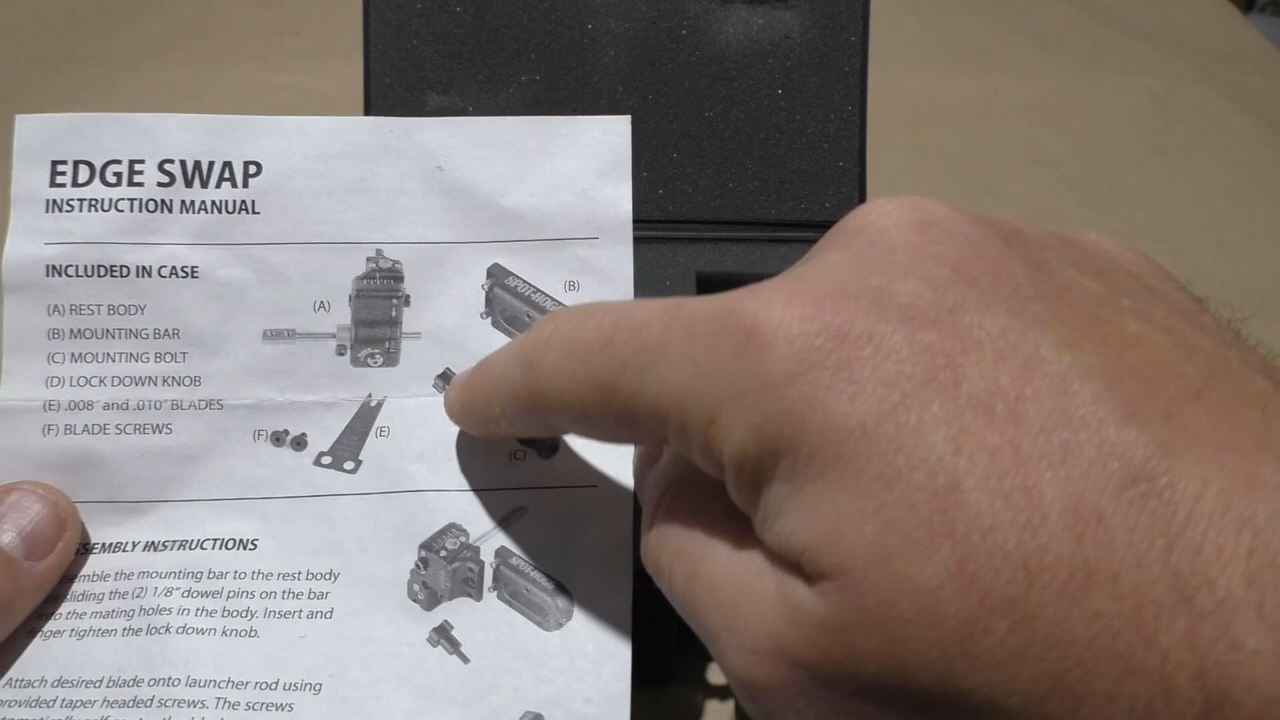 EDGE SWAP
INSTRUCTION MANUAL
INCLUDED IN CASE
(A) REST BODY
(B) MOUNTING BAR
(C) MOUNTING BOLT
(D) LOCK DOWN KNOB
(E) .008" and .010" BLADES
(F) BLADE SCREWS
(A)
(B)
SPOT-HOGG
(F)
(E)
(C)
SEMBLY INSTRUCTIONS
emble the mounting bar to the rest body
liding the (2) 1/8" dowel pins on the bar
to the mating holes in the body. Insert and
nger tighten the lock down knob.
SPOT-HOGG
Attach desired blade onto launcher rod using
provided taper headed screws. The screws